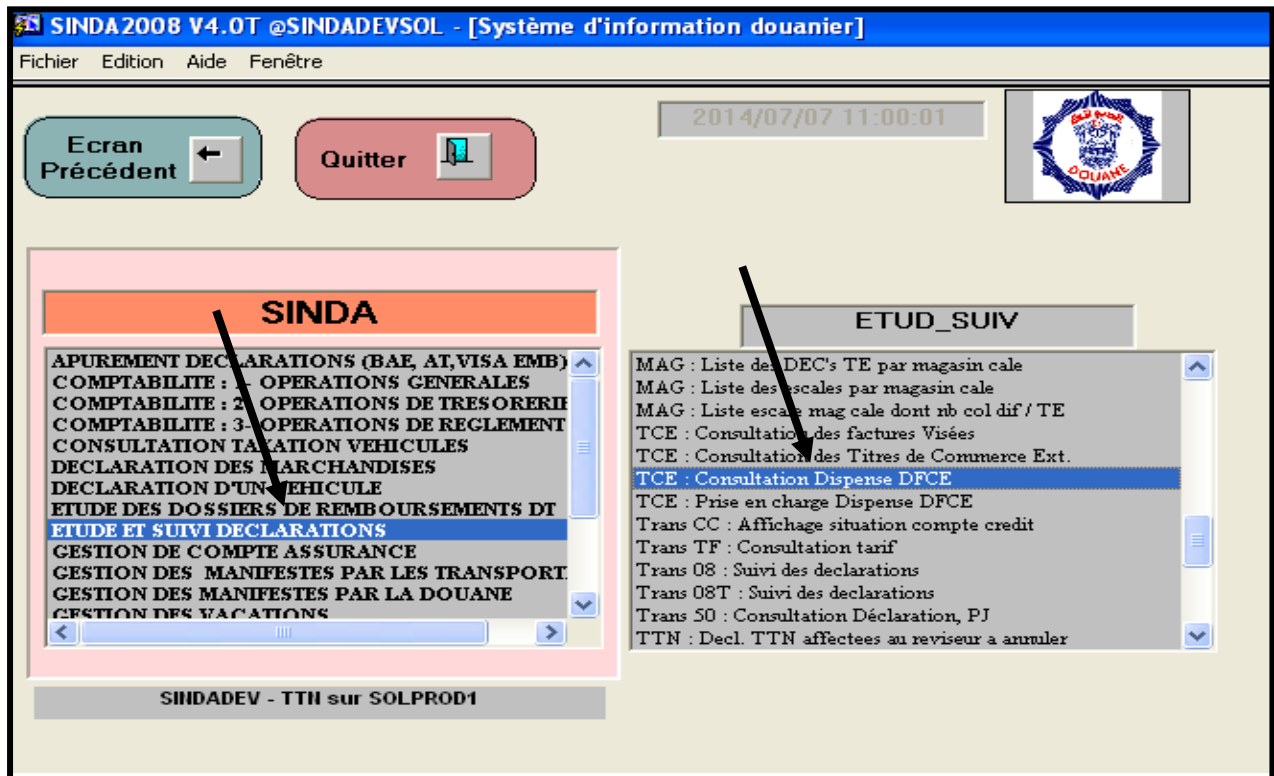 SINDA2008 V4.0T @SINDADEVSOL - [Système d'information douanier]
Fichier Edition Aide Fenêtre
2014/07/07 11:00:01
Ecran
Précédent
Quitter
DOUANE
SINDA
APUREMENT DECLARATIONS (BAE, AT,VISA EMB)
COMPTABILITE : 1- OPERATIONS GENERALES
COMPTABILITE : 2- OPERATIONS DE TRESORERIE
COMPTABILITE : 3- OPERATIONS DE REGLEMENT
CONSULTATION TAXATION VEHICULES
DECLARATION DES MARCHANDISES
DECLARATION D'UN VEHICULE
ETUDE DES DOSSIERS DE REMBOURSEMENTS DT
ETUDE ET SUIVI DECLARATIONS
GESTION DE COMPTE ASSURANCE
GESTION DES MANIFESTES PAR LES TRANSPORT
GESTION DES MANIFESTES PAR LA DOUANE
GESTION DES VACATIONS
SINDADEV - TTN sur SOLPROD1
ETUD_SUIV
MAG : Liste des DEC's TE par magasin cale
MAG : Liste des escales par magasin cale
MAG : Liste escale mag cale dont nb col dif / TE
TCE : Consultation des factures Visées
TCE : Consultation des Titres de Commerce Ext.
TCE : Consultation Dispense DFCE
TCE : Prise en charge Dispense DFCE
Trans CC : Affichage situation compte credit
Trans TF : Consultation tarif
Trans 08 : Suivi des declarations
Trans 08T : Suivi des declarations
Trans 50 : Consultation Déclaration, PJ
TTN : Decl. TTN affectees au reviseur a annuler